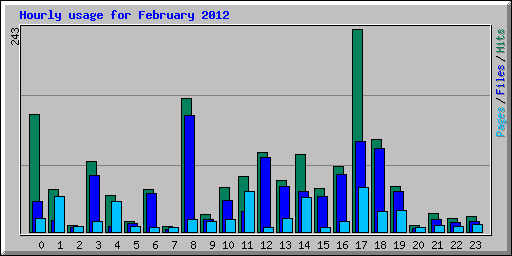 Hourly usage for February 2012
243
Pages / Files / Hits
0 1 2 3 4 5 6 7 8 9 10 11 12 13 14 15 16 17 18 19 20 21 22 23